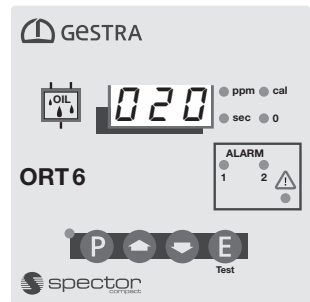 GESTRA
OIL
020
ppm cal
sec 0
ALARM
1 2
ORT 6
P E
Test
spector
compact